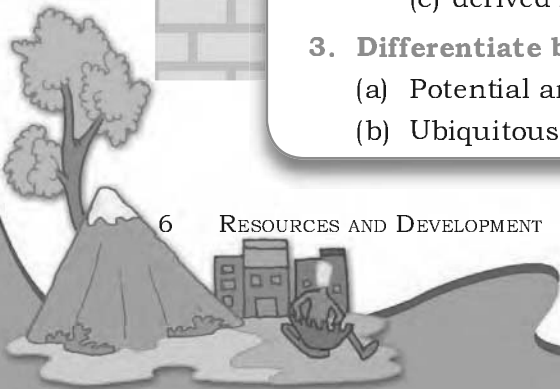 (c) derived
3. Differentiate b
(a) Potential an
(b) Ubiquitous
6 RESOURCES AND DEVELOPMENT